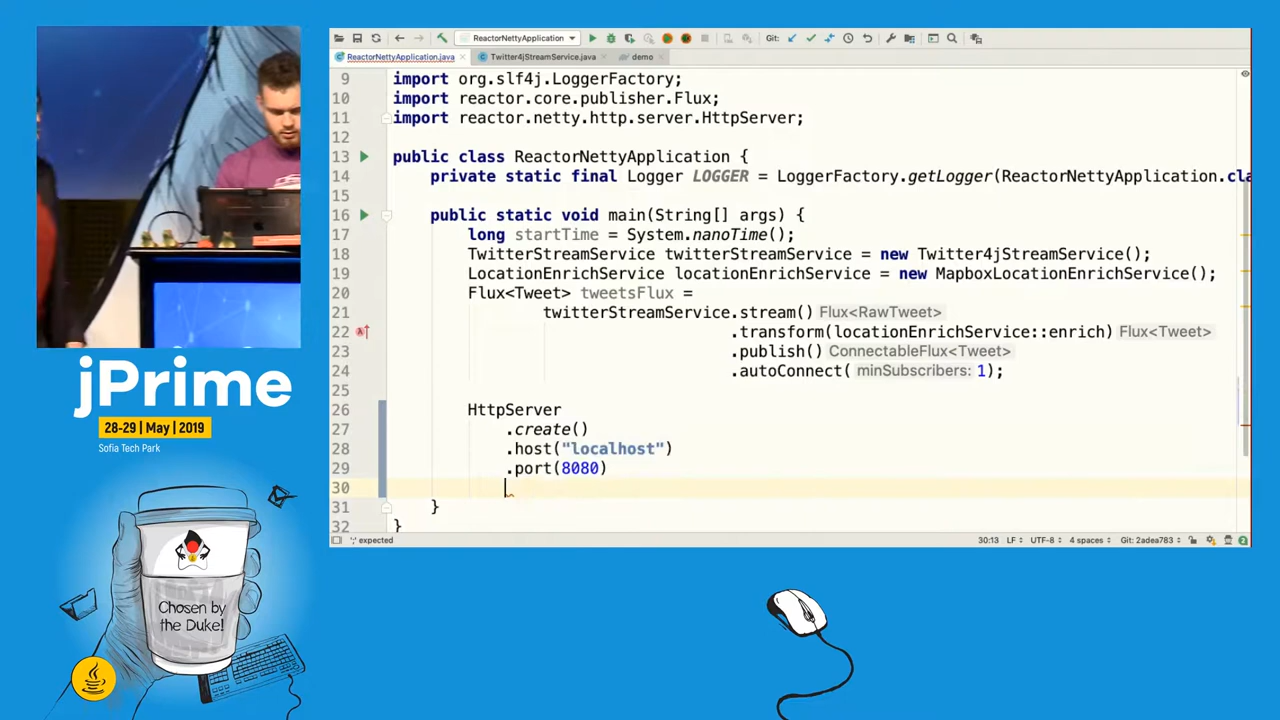 ReactorNettyApplication
Git:
ReactorNettyApplication.java
Twitter4jStreamService.java
demo
9 import org.slf4j.LoggerFactory;
10 import reactor.core.publisher.Flux;
11 import reactor.netty.http.server.HttpServer;
12
13 public class ReactorNettyApplication {
14 private static final Logger LOGGER = LoggerFactory.getLogger(ReactorNettyApplication.cla
15
16 public static void main(String[] args) {
17 long startTime = System.nanoTime();
18 TwitterStreamService twitterStreamService = new Twitter4jStreamService();
19 LocationEnrichService locationEnrichService = new MapboxLocationEnrichService();
20 Flux<Tweet> tweetsFlux =
21 twitterStreamService.stream() Flux<RawTweet>
22 .transform(locationEnrichService::enrich) Flux<Tweet>
23 .publish() ConnectableFlux<Tweet>
24 .autoConnect( minSubscribers: 1);
25
26 HttpServer
27 .create()
28 .host("localhost")
29 .port(8080)
30
31 }
32 }
';' expected
30:13 LF UTF-8 4 spaces Git: 2adea783
jPrime
28-29 | May | 2019
Sofia Tech Park
Chosen by
the Duke!